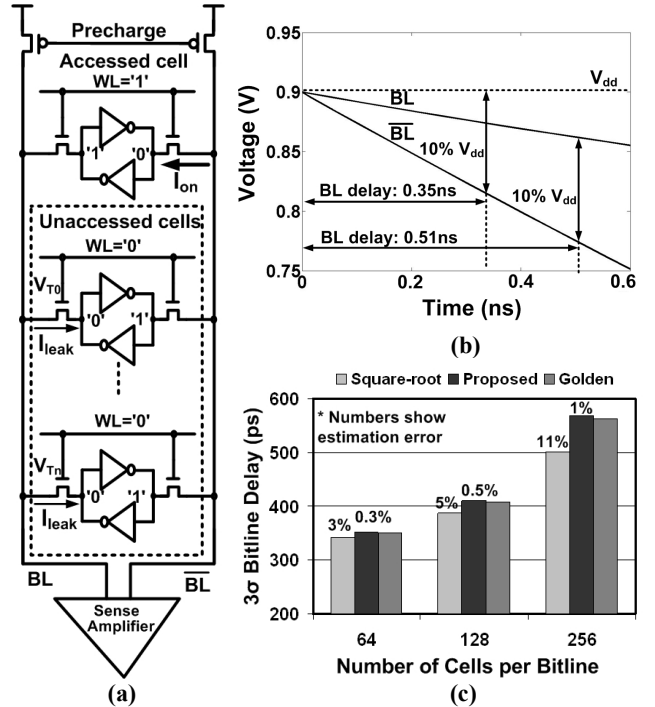 Precharge
Accessed cell
WL='1'
'1' '0'
Ion
Unaccessed cells
WL='0'
VT0
'0' '1'
Ileak
WL='0'
VTn
'0' '1'
Ileak
BL
BL
Sense
Amplifier
(a)
0.95
0.9
0.85
0.8
0.75
Voltage (V)
Vdd
BL
BL
10% Vdd
10% Vdd
BL delay: 0.35ns
BL delay: 0.51ns
0 0.2 0.4 0.6
Time (ns)
(b)
Square-root Proposed Golden
600
500
400
300
200
3σ Bitline Delay (ps)
* Numbers show
estimation error
3% 0.3%
5% 0.5%
11% 1%
64 128 256
Number of Cells per Bitline
(c)